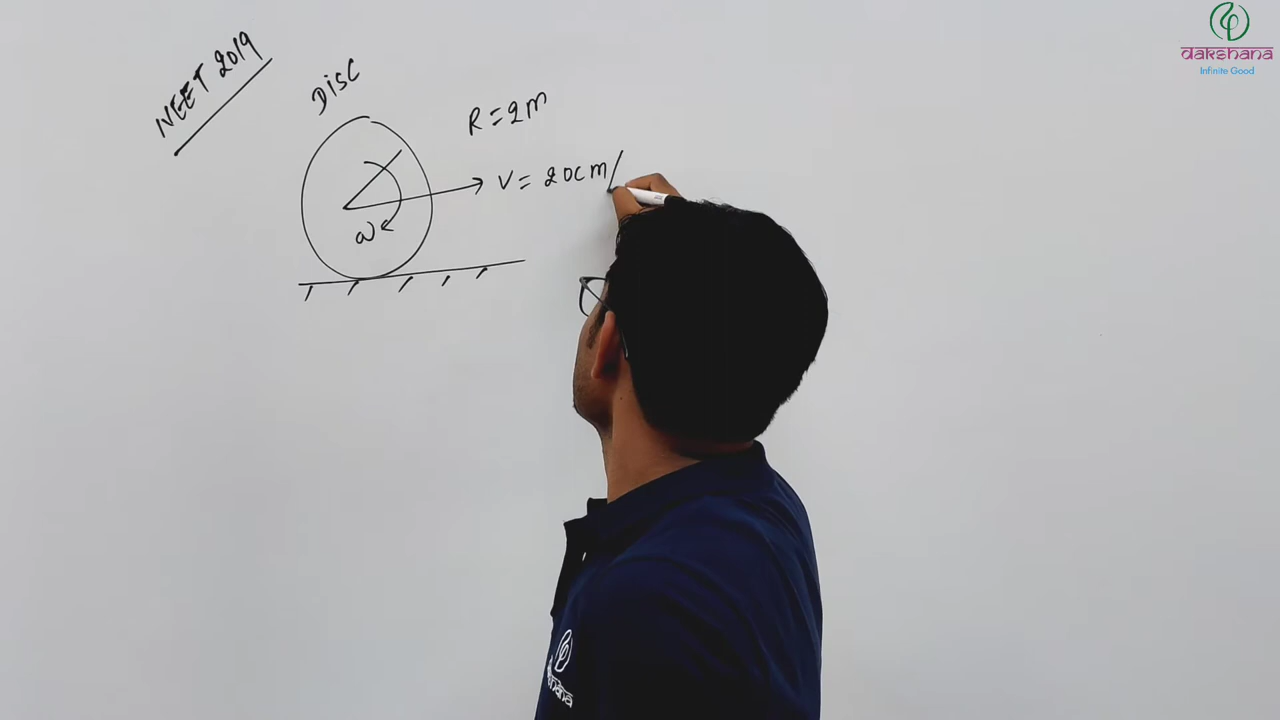 NEET 2019
DISC
R = 2m
V = 20cm/
ω
dakshana
Infinite Good